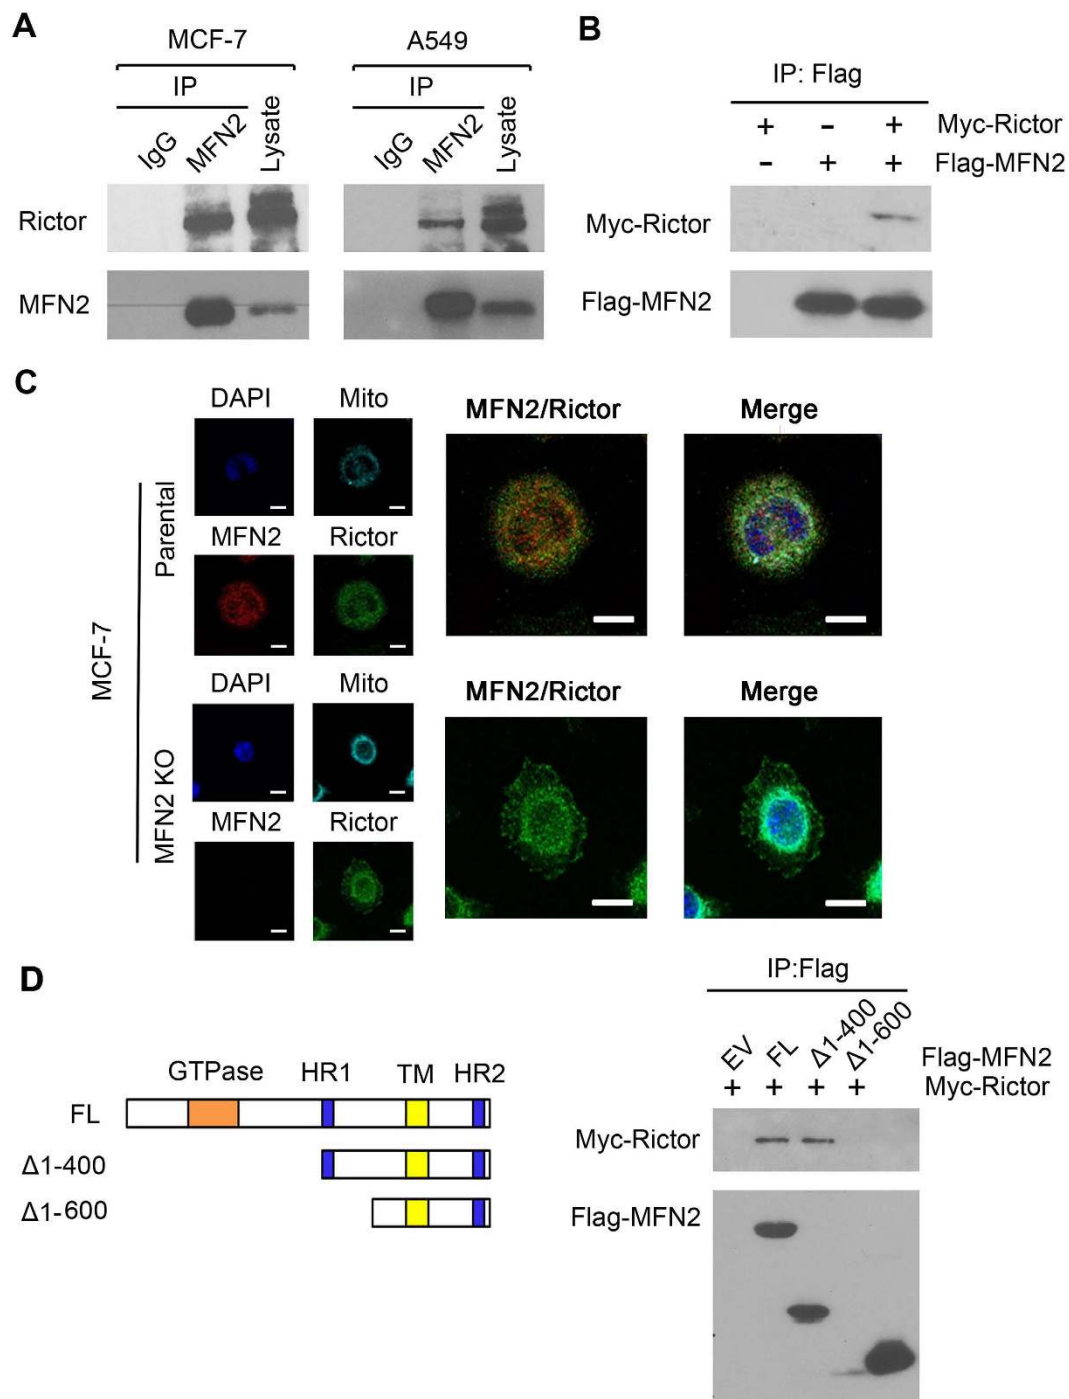 A
MCF-7
A549
IP
IP
IgG
MFN2
Lysate
IgG
MFN2
Lysate
Rictor
MFN2
B
IP: Flag
+ - + Myc-Rictor
- + + Flag-MFN2
Myc-Rictor
Flag-MFN2
C
MCF-7
Parental
DAPI Mito
MFN2/Rictor Merge
MFN2 Rictor
MFN2 KO
DAPI Mito
MFN2/Rictor Merge
MFN2 Rictor
D
GTPase HR1 TM HR2
FL
Δ1-400
Δ1-600
IP:Flag
EV FL Δ1-400 Δ1-600 Flag-MFN2
+ + + + Myc-Rictor
Myc-Rictor
Flag-MFN2